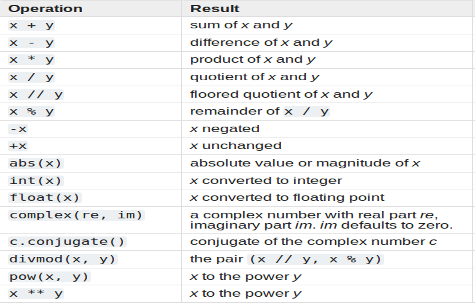 Operation Result
x + y sum of x and y
x - y difference of x and y
x * y product of x and y
x / y quotient of x and y
x // y floored quotient of x and y
x % y remainder of x / y
-x x negated
+x x unchanged
abs(x) absolute value or magnitude of x
int(x) x converted to integer
float(x) x converted to floating point
complex(re, im) a complex number with real part re,
imaginary part im. im defaults to zero.
c.conjugate() conjugate of the complex number c
divmod(x, y) the pair (x // y, x % y)
pow(x, y) x to the power y
x ** y x to the power y